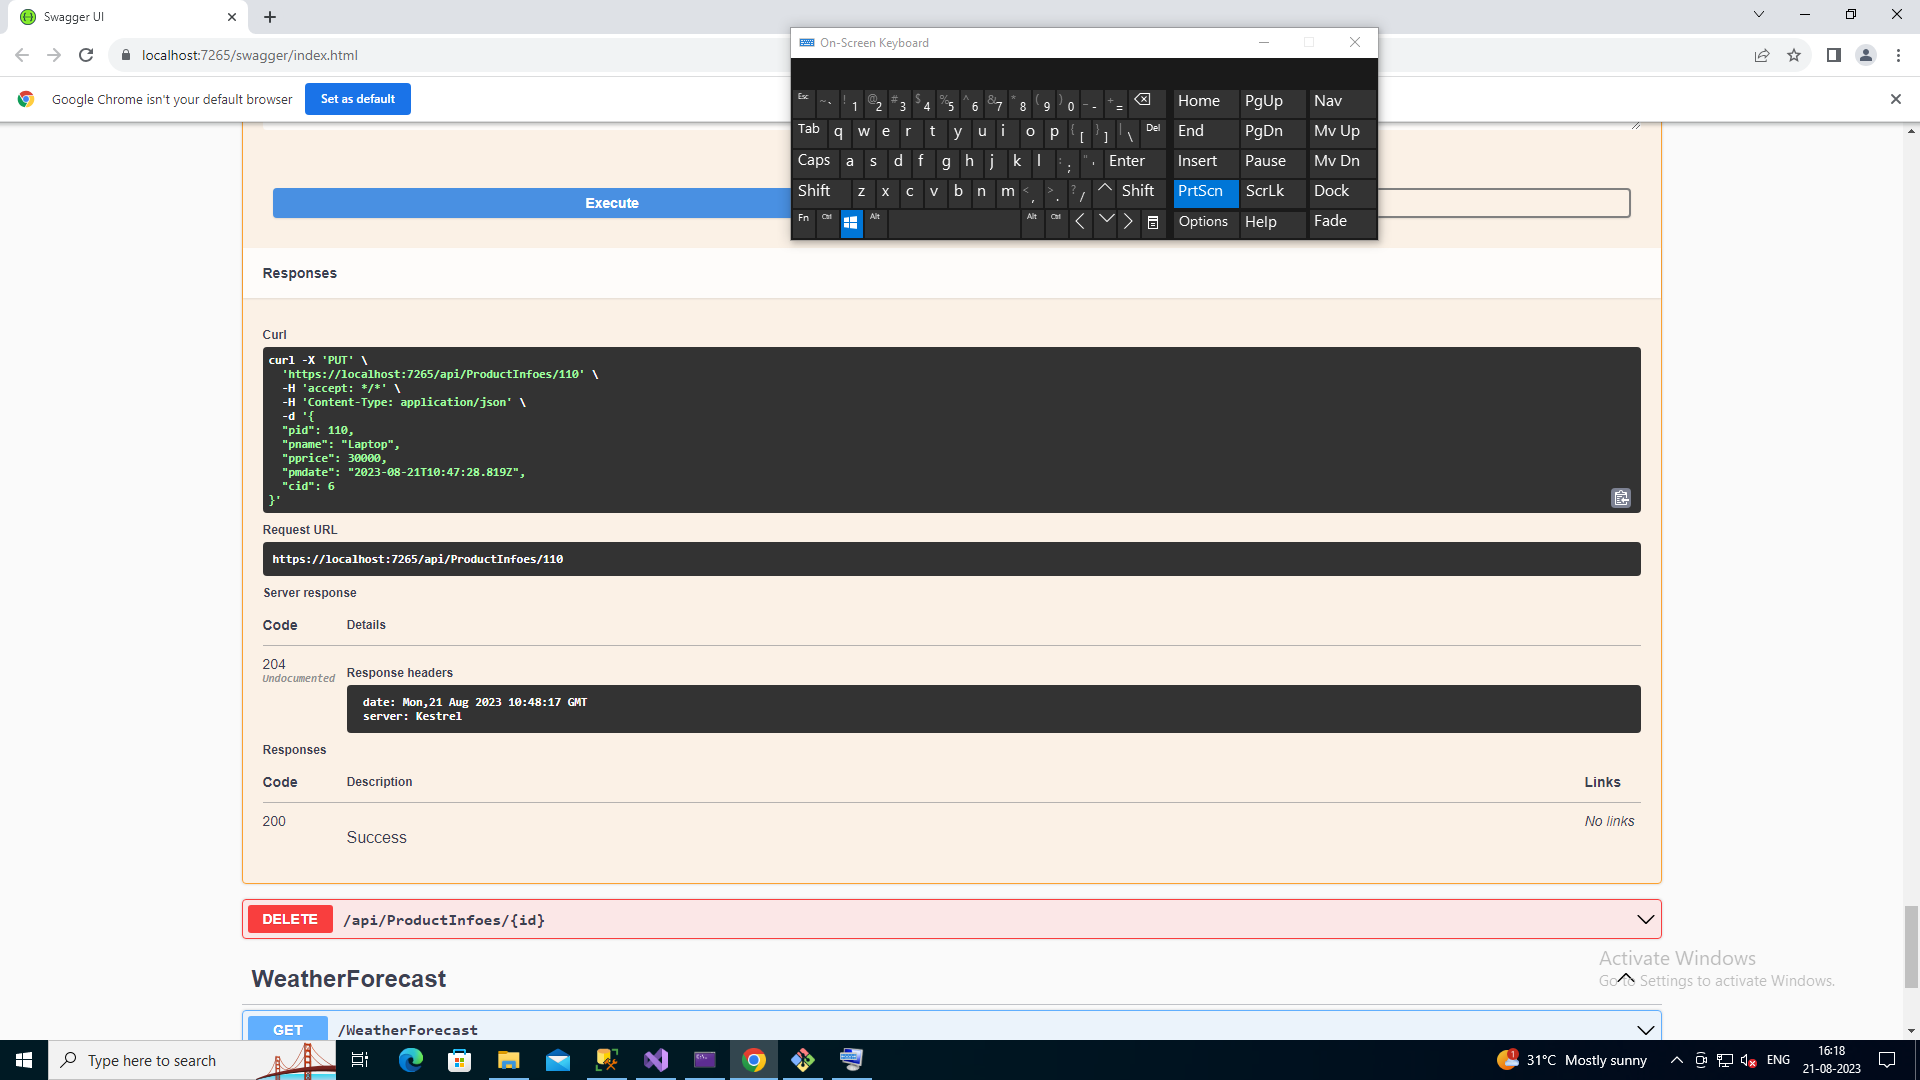 Swagger UI
localhost:7265/swagger/index.html
Google Chrome isn't your default browser
Set as default
On-Screen Keyboard
Esc ~ ` ! 1 @ 2 # 3 $ 4 % 5 ^ 6 & 7 * 8 ( 9 ) 0 _ - + = Home PgUp Nav
Tab q w e r t y u i o p { [ } ] | \ Del End PgDn Mv Up
Caps a s d f g h j k l : ; " ' Enter Insert Pause Mv Dn
Shift z x c v b n m < , > . ? / Shift PrtScn ScrLk Dock
Fn Ctrl Alt Alt Ctrl Options Help Fade
Execute
Responses
Curl
curl -X 'PUT' \
'https://localhost:7265/api/ProductInfoes/110' \
-H 'accept: */*' \
-H 'Content-Type: application/json' \
-d '{
"pid": 110,
"pname": "Laptop",
"pprice": 30000,
"pmdate": "2023-08-21T10:47:28.819Z",
"cid": 6
}'
Request URL
https://localhost:7265/api/ProductInfoes/110
Server response
Code Details
204
Undocumented
Response headers
date: Mon,21 Aug 2023 10:48:17 GMT
server: Kestrel
Responses
Code Description Links
200
Success
No links
DELETE /api/ProductInfoes/{id}
WeatherForecast
GET /WeatherForecast
Activate Windows
Go to Settings to activate Windows.
Type here to search
1
31°C Mostly sunny
ENG
16:18
21-08-2023